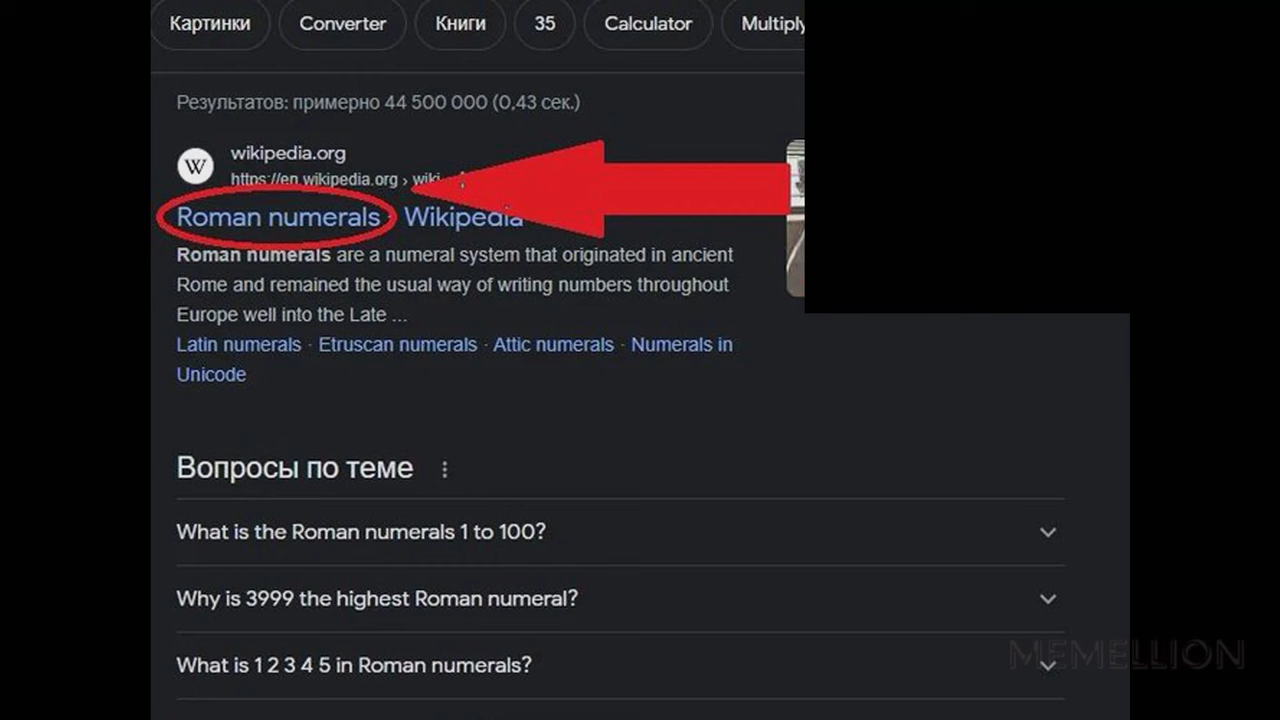 Картинки Converter Книги 35 Calculator Multiply
Результатов: примерно 44 500 000 (0,43 сек.)
wikipedia.org
W
https://en.wikipedia.org › wiki
Roman numerals Wikipedia
Roman numerals are a numeral system that originated in ancient
Rome and remained the usual way of writing numbers throughout
Europe well into the Late ...
Latin numerals · Etruscan numerals · Attic numerals · Numerals in
Unicode
Вопросы по теме
What is the Roman numerals 1 to 100?
Why is 3999 the highest Roman numeral?
What is 1 2 3 4 5 in Roman numerals?
MEMELLION